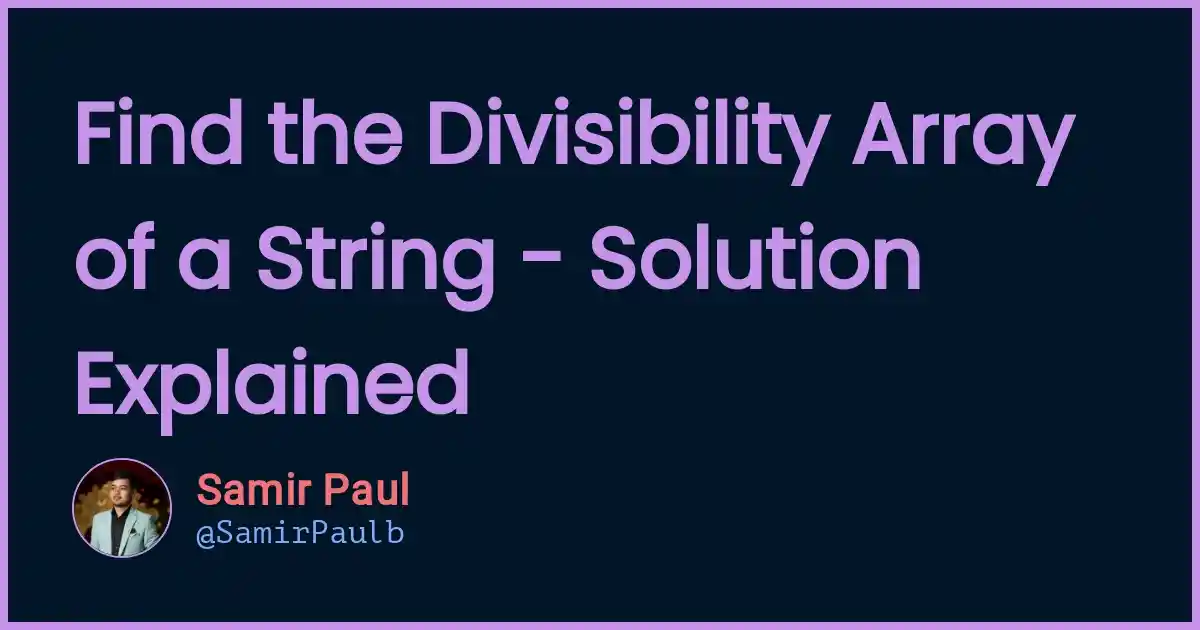 Find the Divisibility Array
of a String - Solution
Explained
Samir Paul
@SamirPaulb